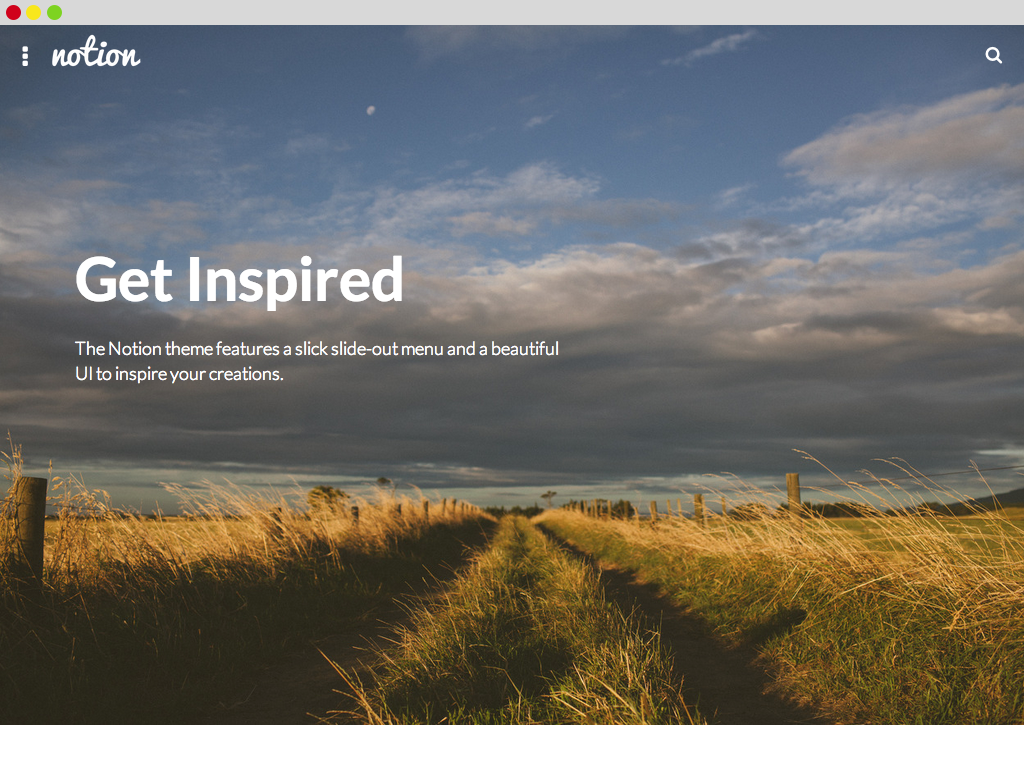 notion
Get Inspired
The Notion theme features a slick slide-out menu and a beautiful
UI to inspire your creations.